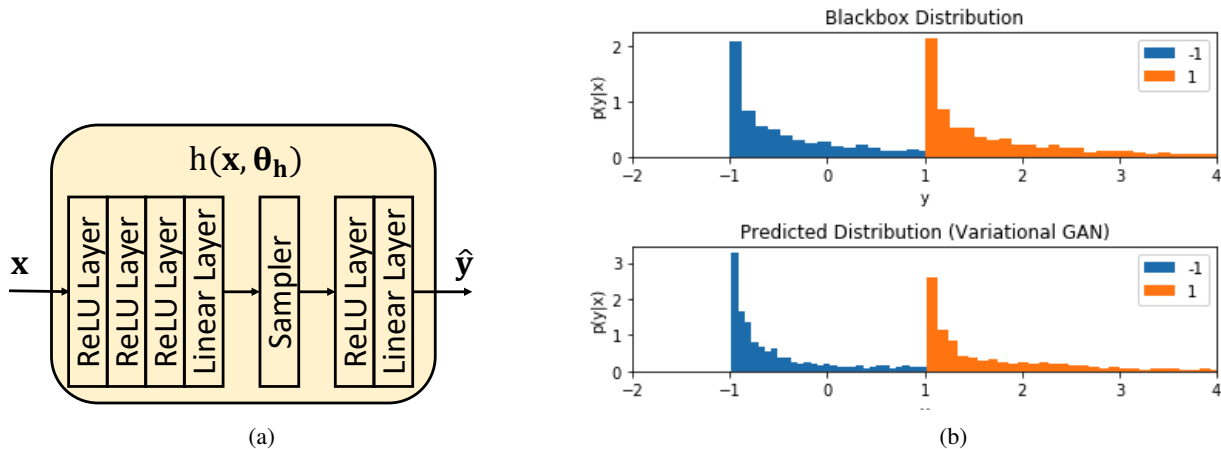 h(x, θh)
x
ReLU Layer
ReLU Layer
ReLU Layer
Linear Layer
Sampler
ReLU Layer
Linear Layer
ŷ
(a)
Blackbox Distribution
p(y|x)
2
1
0
-1
1
−2 −1 0 1 2 3 4
y
Predicted Distribution (Variational GAN)
p(y|x)
3
2
1
0
-1
1
−2 −1 0 1 2 3 4
(b)